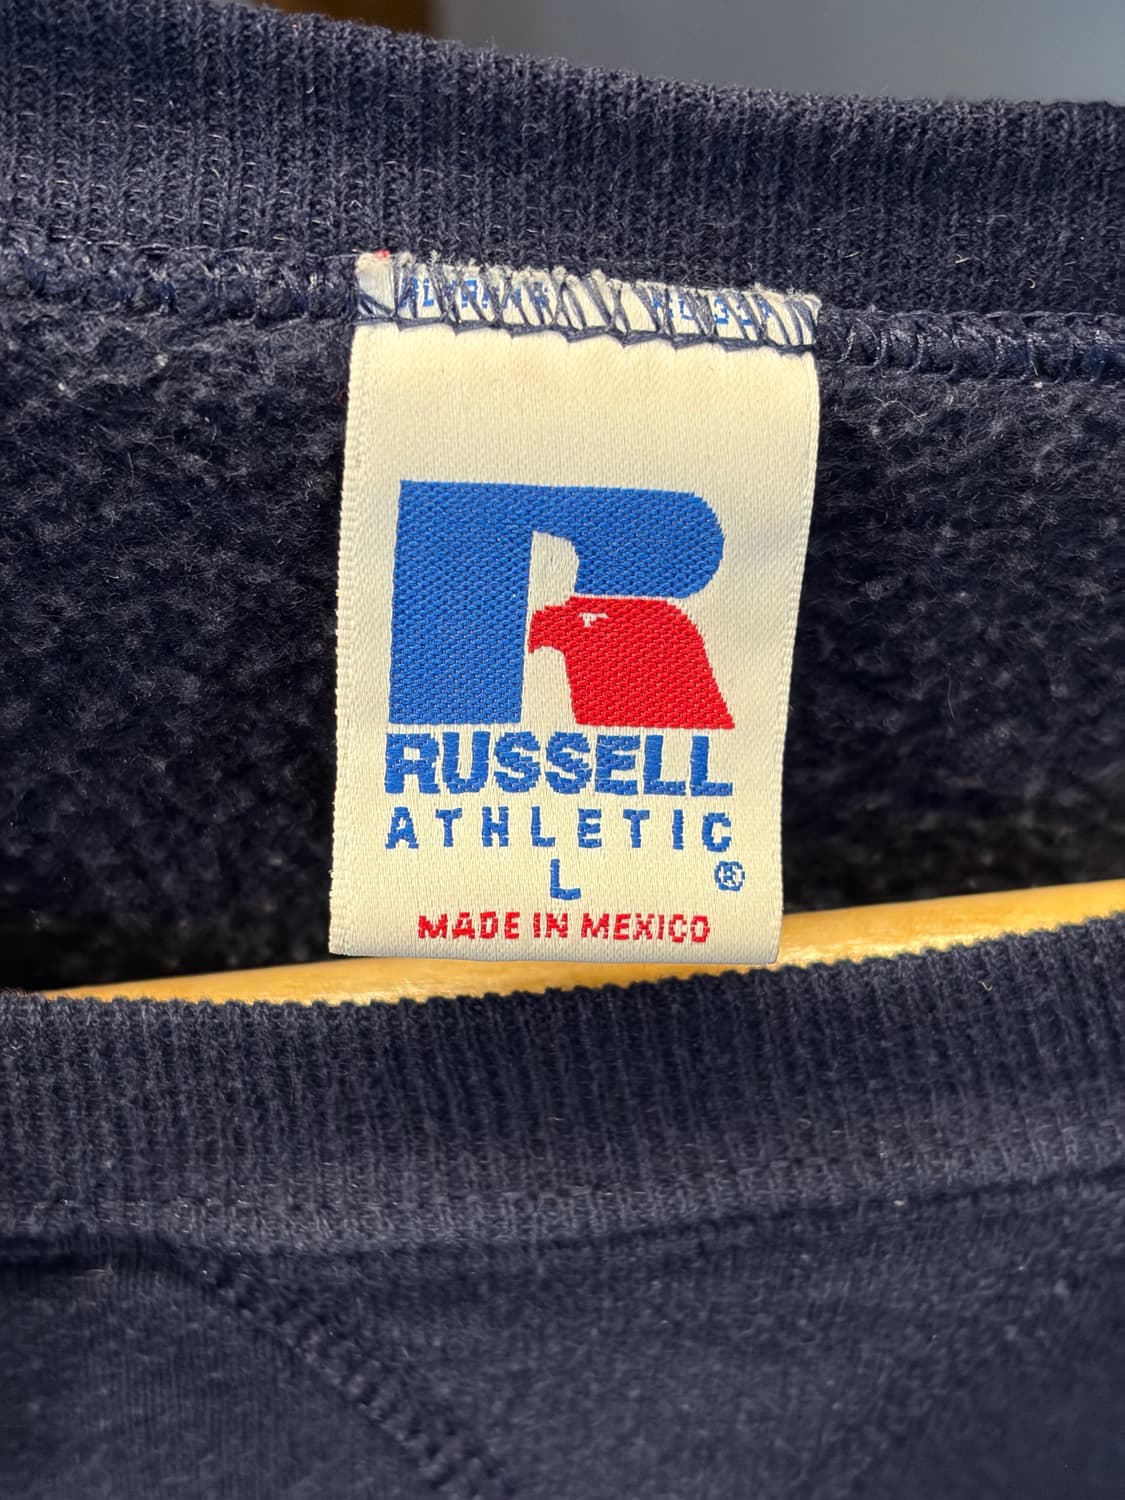 RUSSELL
ATHLETIC
L ®
MADE IN MEXICO